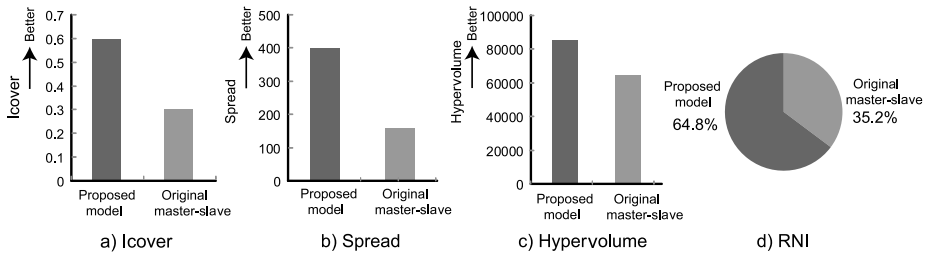 Icover
Better
0.7
0.6
0.5
0.4
0.3
0.2
0.1
0
Proposed
model
Original
master-slave
a) Icover
Spread
Better
500
400
300
200
100
0
Proposed
model
Original
master-slave
b) Spread
Hypervolume
Better
100000
80000
60000
40000
20000
0
Proposed
model
Original
master-slave
c) Hypervolume
Proposed
model
64.8%
Original
master-slave
35.2%
d) RNI